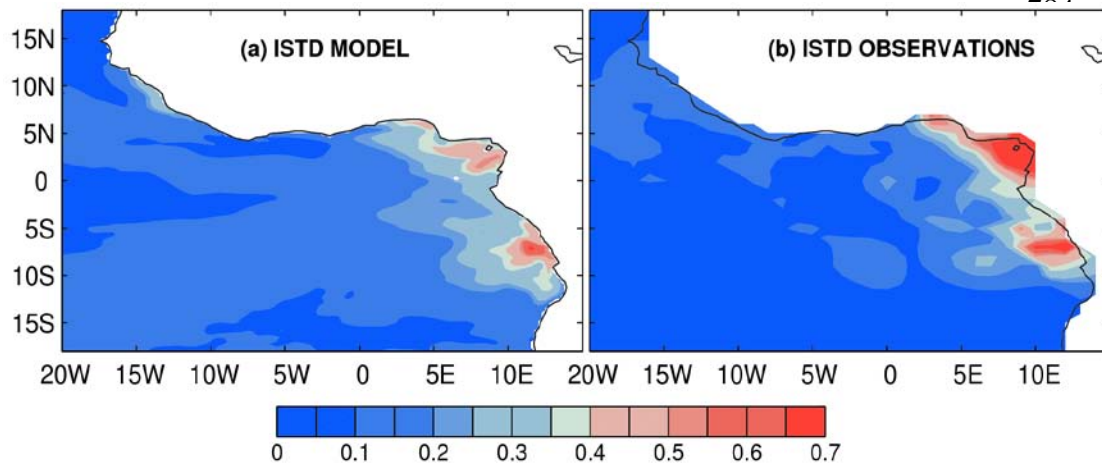 (a) ISTD MODEL
(b) ISTD OBSERVATIONS
15N
10N
5N
0
5S
10S
15S
20W 15W 10W 5W 0 5E 10E 20W 15W 10W 5W 0 5E 10E
0 0.1 0.2 0.3 0.4 0.5 0.6 0.7